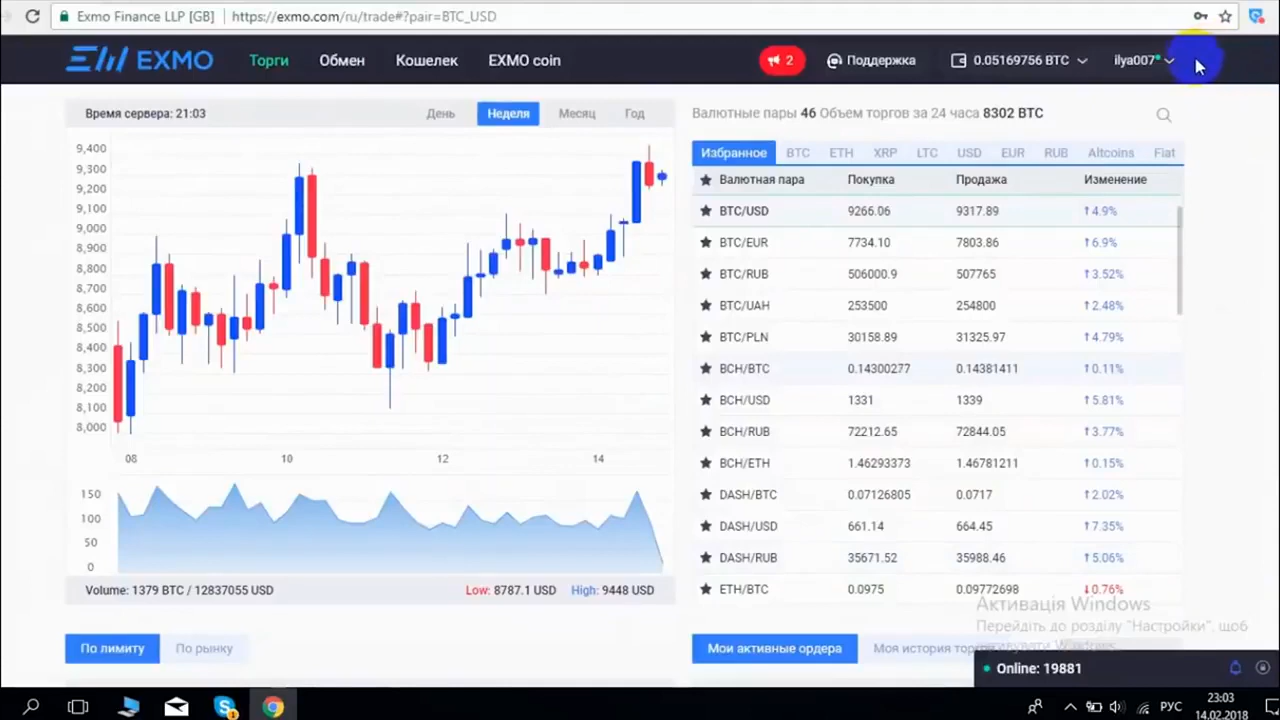 Exmo Finance LLP [GB] https://exmo.com/ru/trade#?pair=BTC_USD
EXMO Торги Обмен Кошелек EXMO coin 2 Поддержка 0.05169756 BTC ilya007
Время сервера: 21:03 День Неделя Месяц Год
Валютные пары 46 Объем торгов за 24 часа 8302 BTC
Избранное BTC ETH XRP LTC USD EUR RUB Altcoins Fiat
Валютная пара Покупка Продажа Изменение
BTC/USD 9266.06 9317.89 ↑4.9%
BTC/EUR 7734.10 7803.86 ↑6.9%
BTC/RUB 506000.9 507765 ↑3.52%
BTC/UAH 253500 254800 ↑2.48%
BTC/PLN 30158.89 31325.97 ↑4.79%
BCH/BTC 0.14300277 0.14381411 ↑0.11%
BCH/USD 1331 1339 ↑5.81%
BCH/RUB 72212.65 72844.05 ↑3.77%
BCH/ETH 1.46293373 1.46781211 ↑0.15%
DASH/BTC 0.07126805 0.0717 ↑2.02%
DASH/USD 661.14 664.45 ↑7.35%
DASH/RUB 35671.52 35988.46 ↑5.06%
ETH/BTC 0.0975 0.09772698 ↓0.76%
9,400
9,300
9,200
9,100
9,000
8,900
8,800
8,700
8,600
8,500
8,400
8,300
8,200
8,100
8,000
08 10 12 14
150
100
50
0
Volume: 1379 BTC / 12837055 USD Low: 8787.1 USD High: 9448 USD
По лимиту По рынку
Мои активные ордера Моя история
Активація Windows
Перейдіть до розділу "Настройки", щоб
Online: 19881
РУС
23:03
14.02.2018